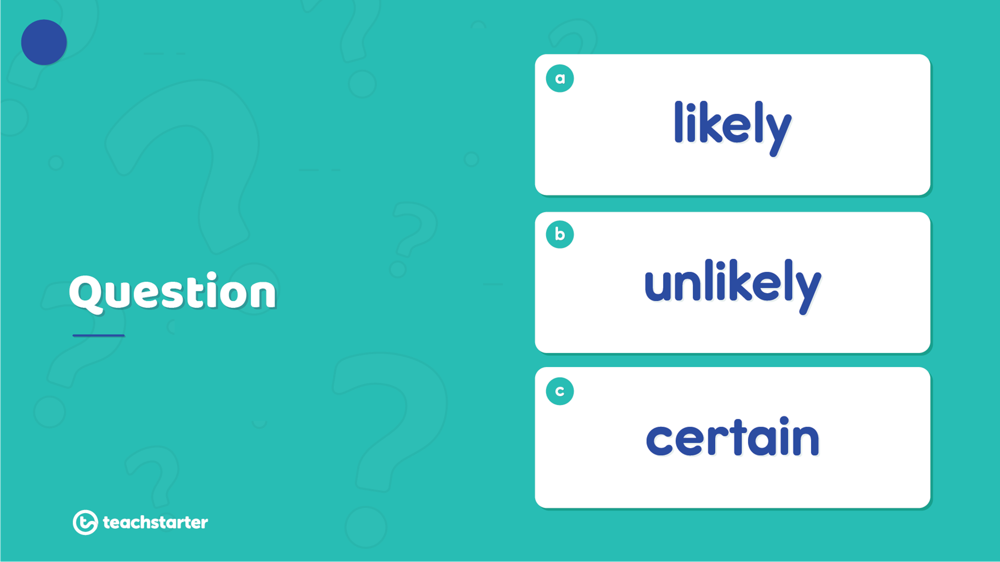 Question
teachstarter
a
likely
b
unlikely
c
certain